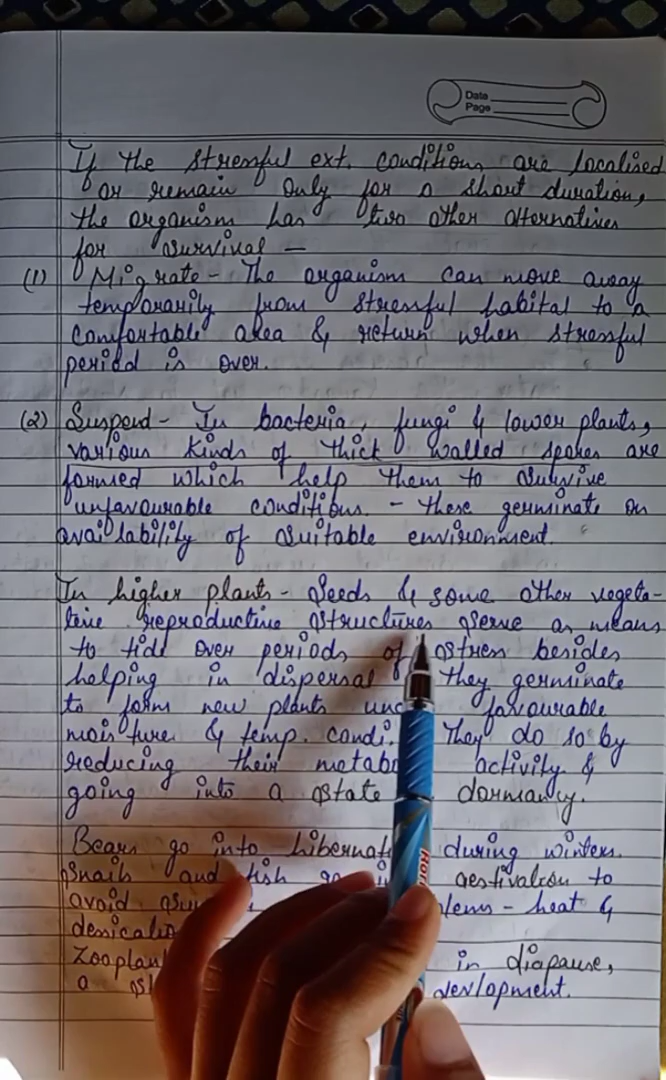 Date
Page
If the stressful ext. conditions are localised
or remain only for a short duration,
the organism has two other alternatives
for survival —
(1) Migrate - The organism can move away
temporarily from stressful habital to a
comfortable area & return when stressful
period is over.
(2) Suspend - In bacteria, fungi & lower plants,
various kinds of thick walled spores are
formed which help them to survive
unfavourable conditions. - these germinate on
availability of suitable environment.
In higher plants - Seeds & some other vegeta-
tive reproductive structures serve as means
to tide over periods of stress besides
helping in dispersal they germinate
to form new plants favourable
moisture & temp. condi. They do so by
reducing their metab activity &
going into a state dormancy.
Bears go into hibernat during winters.
Snails and fish go aestivation to
avoid - heat &
in diapause,
a development.